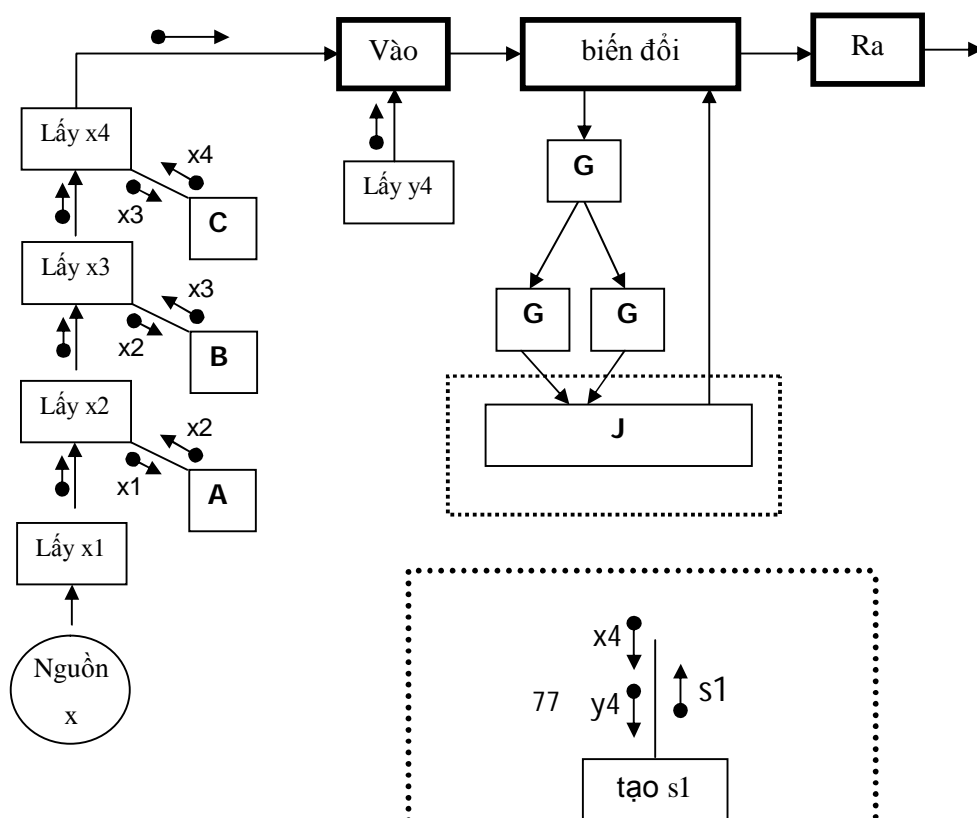 Vào
biến đổi
Ra
Lấy x4
x4
x3
C
Lấy y4
G
Lấy x3
x3
x2
B
G
G
Lấy x2
x2
x1
A
J
Lấy x1
Nguồn
x
x4
77
y4
s1
tạo s1